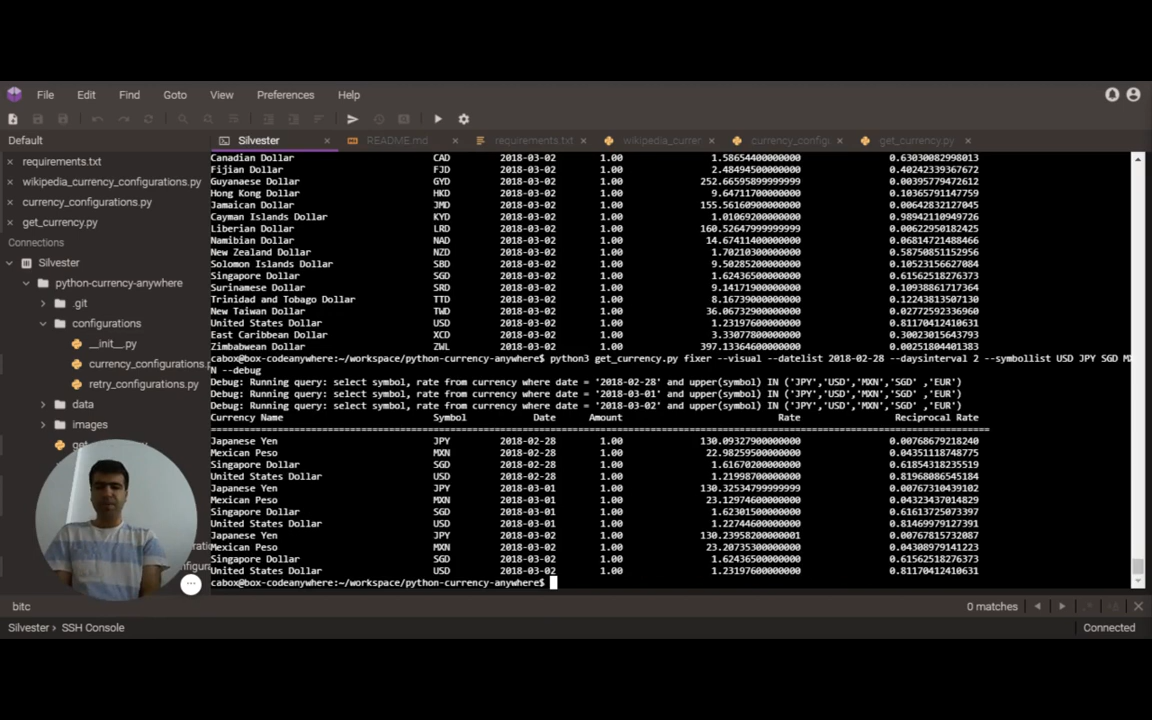 File Edit Find Goto View Preferences Help
Default
Silvester
README.md
requirements.txt
wikipedia_currer
currency_config
get_currency.py
requirements.txt
wikipedia_currency_configurations.py
currency_configurations.py
get_currency.py
Connections
Silvester
python-currency-anywhere
.git
configurations
__init__.py
currency_configurations.p
retry_configurations.py
data
images
Canadian Dollar CAD 2018-03-02 1.00 1.58654400000000 0.63030082998013
Fijian Dollar FJD 2018-03-02 1.00 2.48494500000000 0.40242339367672
Guyanaese Dollar GYD 2018-03-02 1.00 252.66595899999999 0.00395779472612
Hong Kong Dollar HKD 2018-03-02 1.00 9.64711700000000 0.10365791147759
Jamaican Dollar JMD 2018-03-02 1.00 155.56160900000000 0.00642832127045
Cayman Islands Dollar KYD 2018-03-02 1.00 1.01069200000000 0.98942110949726
Liberian Dollar LRD 2018-03-02 1.00 160.52647999999999 0.00622950182425
Namibian Dollar NAD 2018-03-02 1.00 14.67411400000000 0.06814721488466
New Zealand Dollar NZD 2018-03-02 1.00 1.70210300000000 0.58750851152956
Solomon Islands Dollar SBD 2018-03-02 1.00 9.50285200000000 0.10523156627084
Singapore Dollar SGD 2018-03-02 1.00 1.62436500000000 0.61562518276373
Surinamese Dollar SRD 2018-03-02 1.00 9.14171900000000 0.10938861717364
Trinidad and Tobago Dollar TTD 2018-03-02 1.00 8.16739000000000 0.12243813507130
New Taiwan Dollar TWD 2018-03-02 1.00 36.06732900000000 0.02772592336960
United States Dollar USD 2018-03-02 1.00 1.23197600000000 0.81170412410631
East Caribbean Dollar XCD 2018-03-02 1.00 3.33077800000000 0.30023015643793
Zimbabwean Dollar ZWL 2018-03-02 1.00 397.13364600000000 0.00251804401383
cabox@box-codeanywhere:~/workspace/python-currency-anywhere$ python3 get_currency.py fixer --visual --datelist 2018-02-28 --daysinterval 2 --symbollist USD JPY SGD MX
N --debug
Debug: Running query: select symbol, rate from currency where date = '2018-02-28' and upper(symbol) IN ('JPY','USD','MXN','SGD' ,'EUR')
Debug: Running query: select symbol, rate from currency where date = '2018-03-01' and upper(symbol) IN ('JPY','USD','MXN','SGD' ,'EUR')
Debug: Running query: select symbol, rate from currency where date = '2018-03-02' and upper(symbol) IN ('JPY','USD','MXN','SGD' ,'EUR')
Currency Name Symbol Date Amount Rate Reciprocal Rate
Japanese Yen JPY 2018-02-28 1.00 130.09327900000000 0.00768679218240
Mexican Peso MXN 2018-02-28 1.00 22.98259500000000 0.04351118748775
Singapore Dollar SGD 2018-02-28 1.00 1.61670200000000 0.61854318235519
United States Dollar USD 2018-02-28 1.00 1.21998700000000 0.81968086545184
Japanese Yen JPY 2018-03-01 1.00 130.32534799999999 0.00767310439102
Mexican Peso MXN 2018-03-01 1.00 23.12974600000000 0.04323437014829
Singapore Dollar SGD 2018-03-01 1.00 1.62301500000000 0.61613725073397
United States Dollar USD 2018-03-01 1.00 1.22744600000000 0.81469979127391
Japanese Yen JPY 2018-03-02 1.00 130.23958200000001 0.00767815732087
Mexican Peso MXN 2018-03-02 1.00 23.20735300000000 0.04308979141223
Singapore Dollar SGD 2018-03-02 1.00 1.62436500000000 0.61562518276373
United States Dollar USD 2018-03-02 1.00 1.23197600000000 0.81170412410631
cabox@box-codeanywhere:~/workspace/python-currency-anywhere$
bitc
0 matches
Silvester › SSH Console
Connected